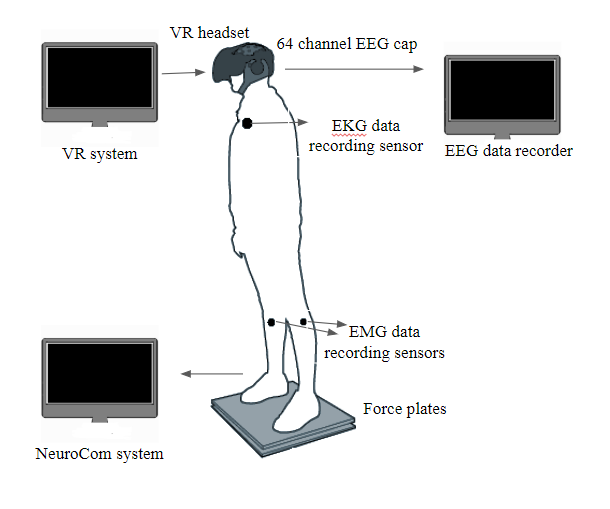 VR headset
64 channel EEG cap
EKG data
recording sensor
VR system
EEG data recorder
EMG data
recording sensors
Force plates
NeuroCom system